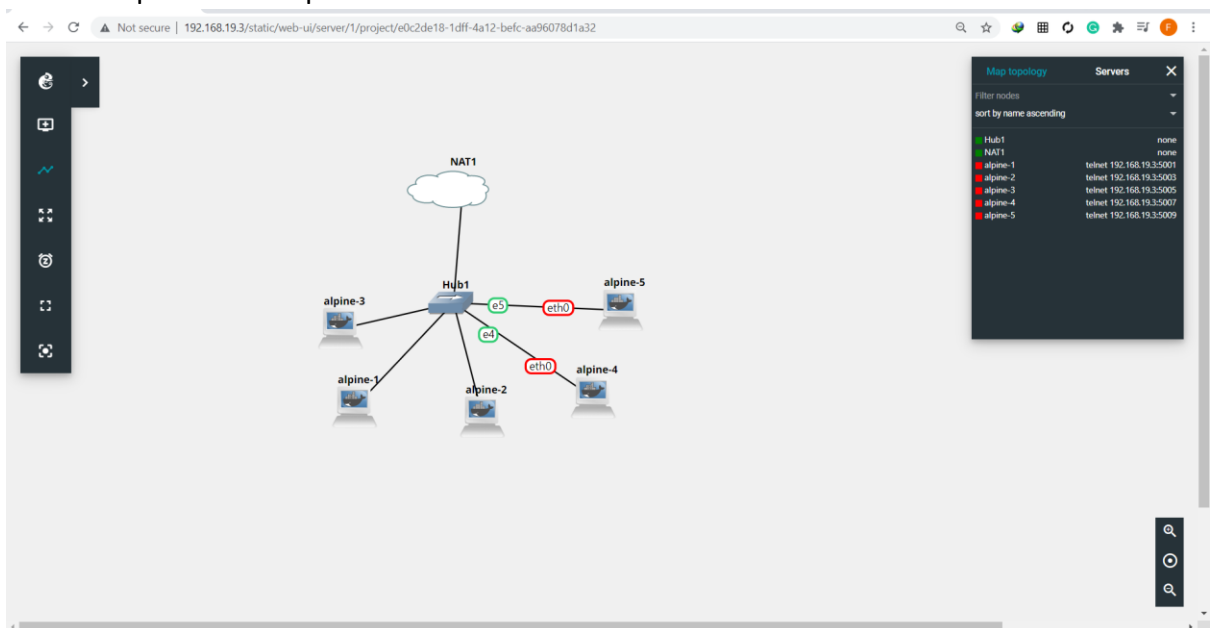 Not secure | 192.168.19.3/static/web-ui/server/1/project/e0c2de18-1dff-4a12-befc-aa96078d1a32
F
Map topology Servers
Filter nodes
sort by name ascending
Hub1 none
NAT1 none
alpine-1 telnet 192.168.19.3:5001
alpine-2 telnet 192.168.19.3:5003
alpine-3 telnet 192.168.19.3:5005
alpine-4 telnet 192.168.19.3:5007
alpine-5 telnet 192.168.19.3:5009
NAT1
Hub1
alpine-5
alpine-3
e5
eth0
e4
eth0
alpine-4
alpine-1
alpine-2